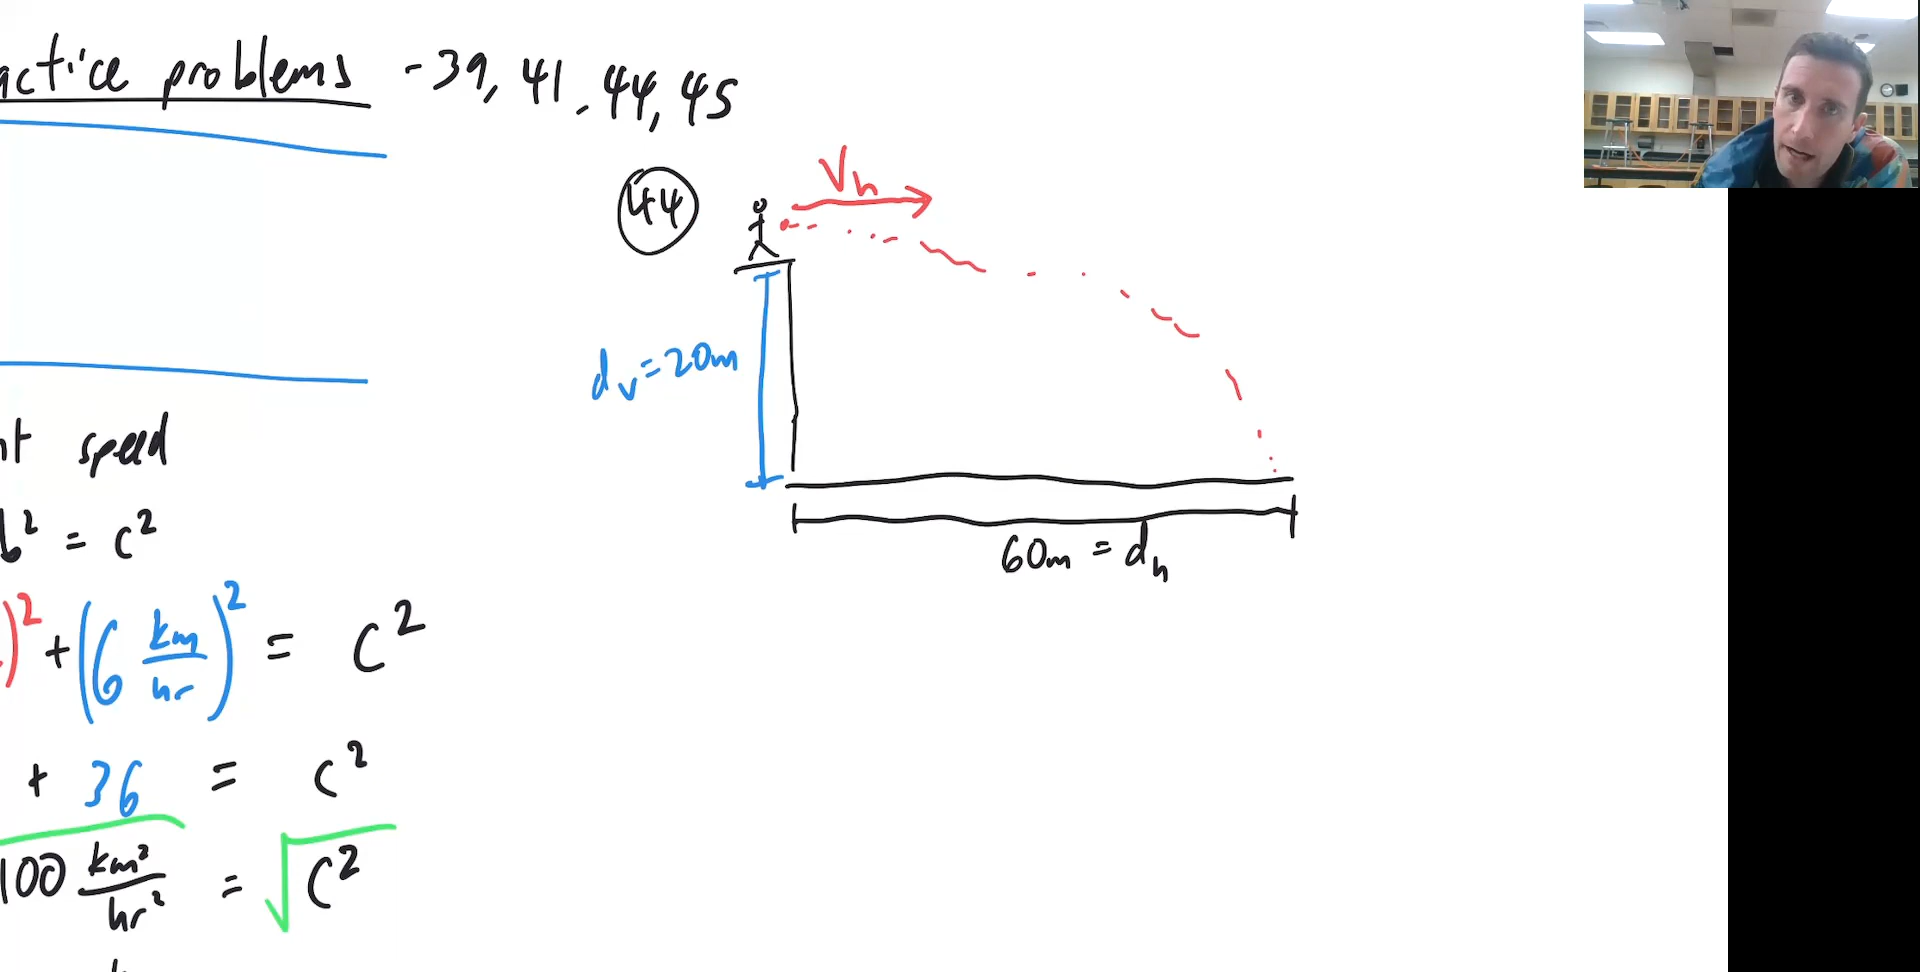 actice problems - 39, 41, 44, 45
44
Vh
dv = 20m
60m = dh
nt speed
b² = c²
)² + (6 km/hr)² = c²
+ 36 = c²
100 km²/hr² = √c²